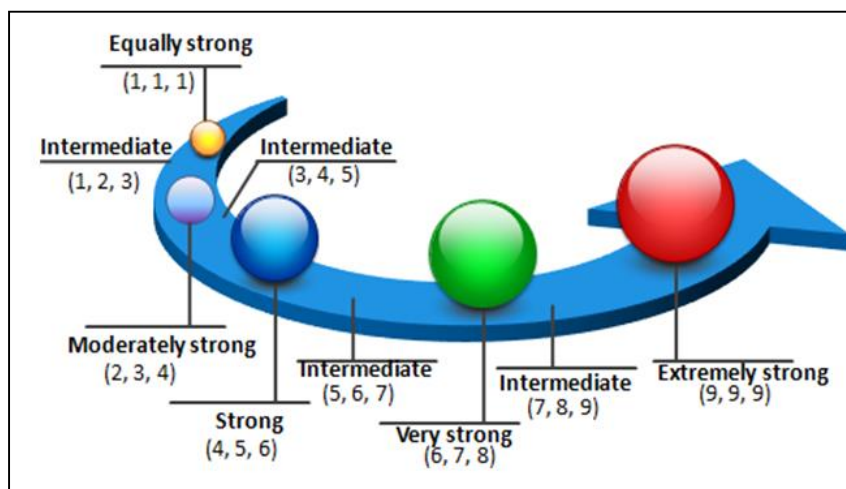 Equally strong
(1, 1, 1)
Intermediate
(1, 2, 3)
Intermediate
(3, 4, 5)
Moderately strong
(2, 3, 4)
Strong
(4, 5, 6)
Intermediate
(5, 6, 7)
Very strong
(6, 7, 8)
Intermediate
(7, 8, 9)
Extremely strong
(9, 9, 9)